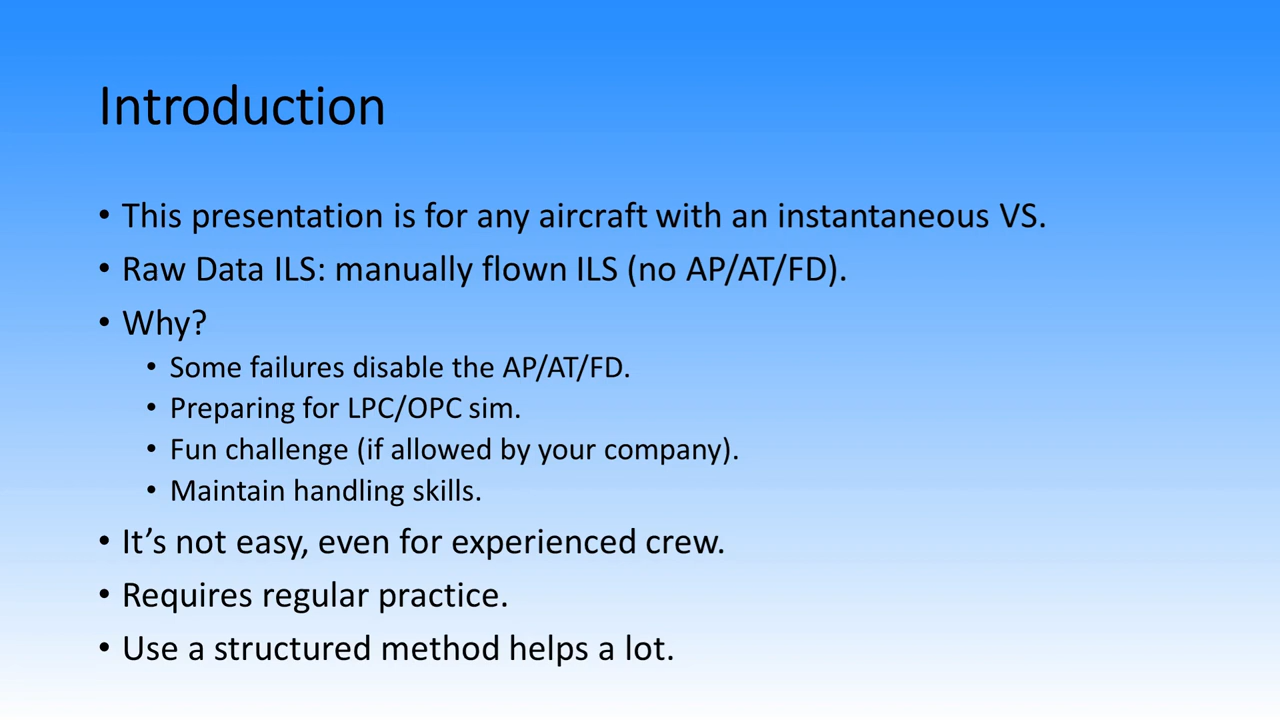 Introduction
• This presentation is for any aircraft with an instantaneous VS.
• Raw Data ILS: manually flown ILS (no AP/AT/FD).
• Why?
• Some failures disable the AP/AT/FD.
• Preparing for LPC/OPC sim.
• Fun challenge (if allowed by your company).
• Maintain handling skills.
• It’s not easy, even for experienced crew.
• Requires regular practice.
• Use a structured method helps a lot.